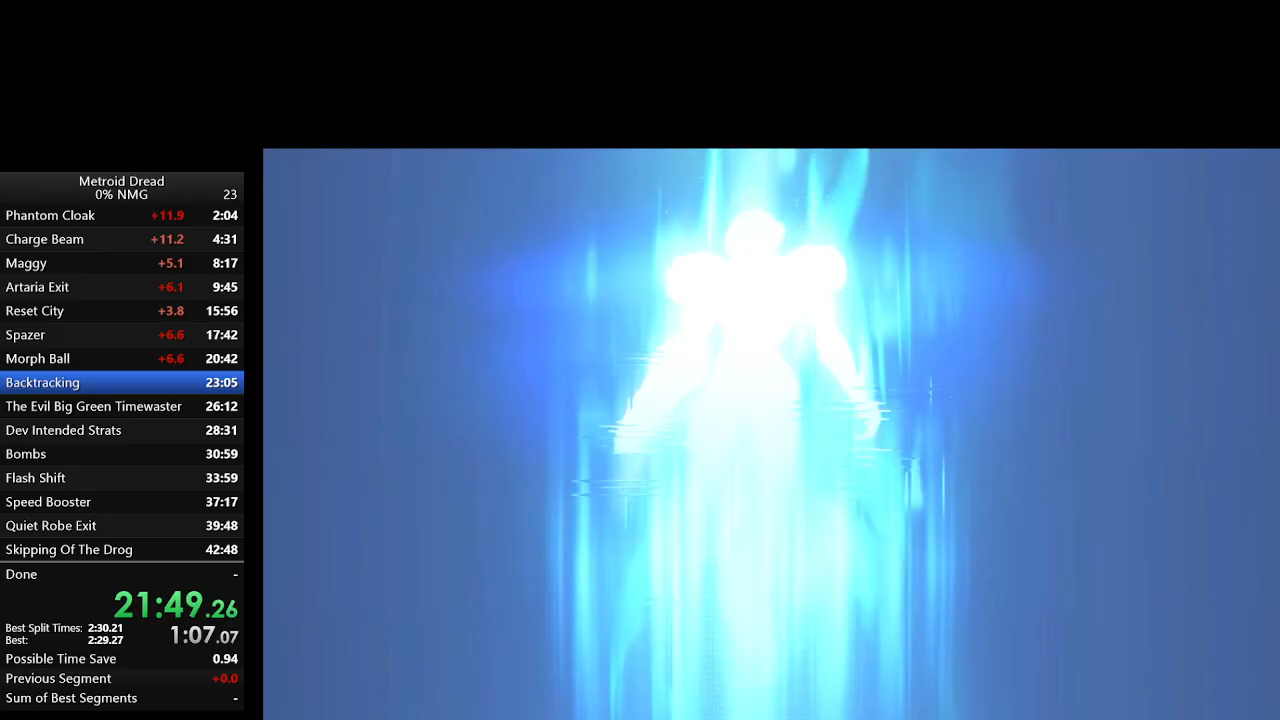 Metroid Dread
0% NMG 23
Phantom Cloak +11.9 2:04
Charge Beam +11.2 4:31
Maggy +5.1 8:17
Artaria Exit +6.1 9:45
Reset City +3.8 15:56
Spazer +6.6 17:42
Morph Ball +6.6 20:42
Backtracking 23:05
The Evil Big Green Timewaster 26:12
Dev Intended Strats 28:31
Bombs 30:59
Flash Shift 33:59
Speed Booster 37:17
Quiet Robe Exit 39:48
Skipping Of The Drog 42:48
Done -
21:49.26
Best Split Times: 2:30.21
Best: 2:29.27
1:07.07
Possible Time Save 0.94
Previous Segment +0.0
Sum of Best Segments -